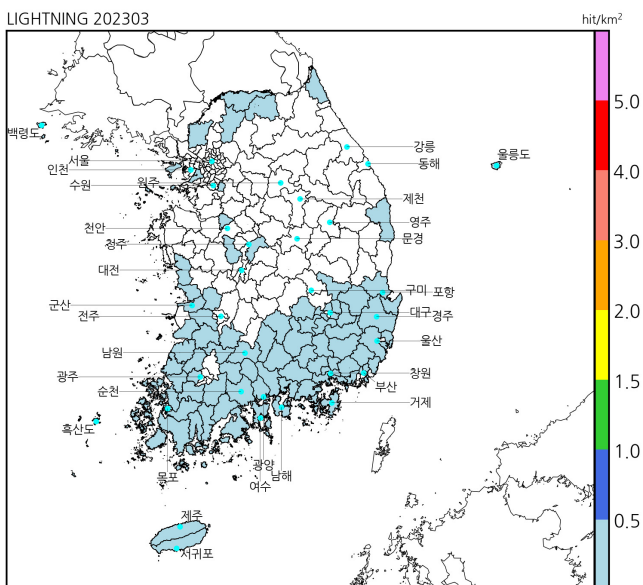 LIGHTNING 202303
hit/km²
5.0
4.0
3.0
2.0
1.5
1.0
0.5
백령도
서울
인천
수원
원주
강릉
동해
울릉도
제천
천안
영주
청주
문경
대전
구미
포항
군산
전주
대구
경주
남원
울산
광주
창원
순천
부산
거제
흑산도
목포
광양
남해
여수
제주
서귀포